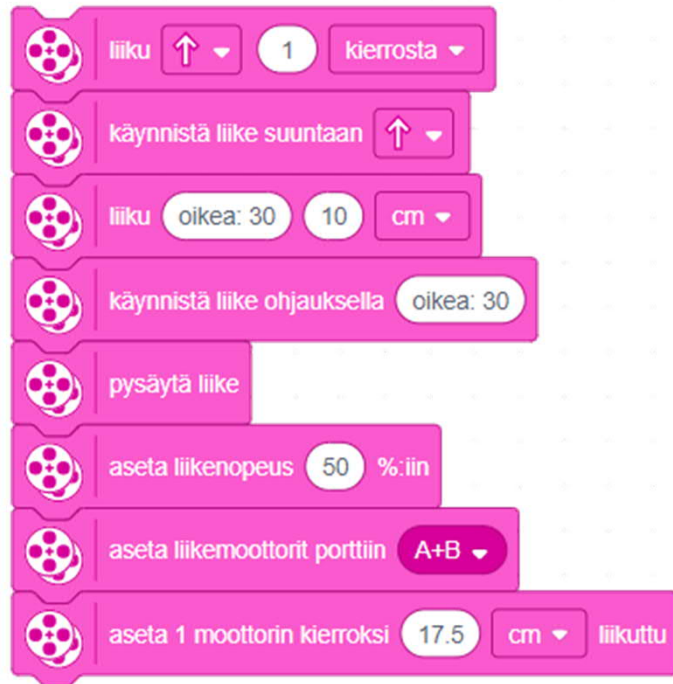 liiku 1 kierrosta
käynnistä liike suuntaan
liiku oikea: 30 10 cm
käynnistä liike ohjauksella oikea: 30
pysäytä liike
aseta liikenopeus 50 %:iin
aseta liikemoottorit porttiin A+B
aseta 1 moottorin kierroksi 17.5 cm liikuttu